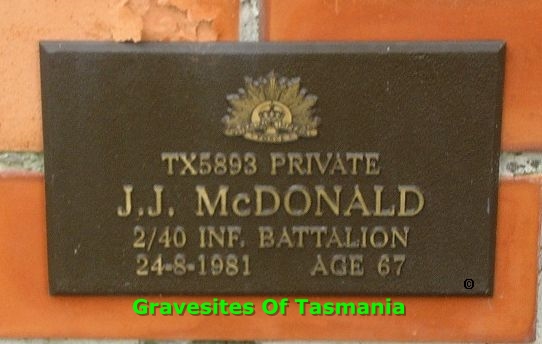 TX5893 PRIVATE
J.J. McDONALD
2/40 INF. BATTALION
24-8-1981 AGE 67
©
Gravesites Of Tasmania